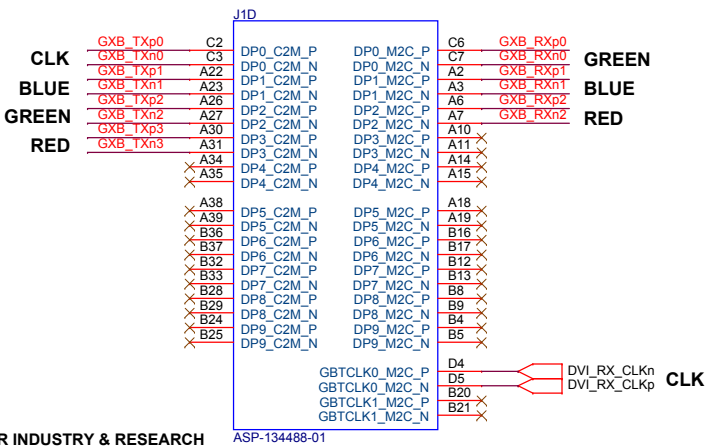 J1D
CLK GXB_TXp0 C2 DP0_C2M_P DP0_M2C_P C6 GXB_RXp0 GREEN
GXB_TXn0 C3 DP0_C2M_N DP0_M2C_N C7 GXB_RXn0
BLUE GXB_TXp1 A22 DP1_C2M_P DP1_M2C_P A2 GXB_RXp1 BLUE
GXB_TXn1 A23 DP1_C2M_N DP1_M2C_N A3 GXB_RXn1
GREEN GXB_TXp2 A26 DP2_C2M_P DP2_M2C_P A6 GXB_RXp2 RED
GXB_TXn2 A27 DP2_C2M_N DP2_M2C_N A7 GXB_RXn2
RED GXB_TXp3 A30 DP3_C2M_P DP3_M2C_P A10
GXB_TXn3 A31 DP3_C2M_N DP3_M2C_N A11
A34 DP4_C2M_P DP4_M2C_P A14
A35 DP4_C2M_N DP4_M2C_N A15
A38 DP5_C2M_P DP5_M2C_P A18
A39 DP5_C2M_N DP5_M2C_N A19
B36 DP6_C2M_P DP6_M2C_P B16
B37 DP6_C2M_N DP6_M2C_N B17
B32 DP7_C2M_P DP7_M2C_P B12
B33 DP7_C2M_N DP7_M2C_N B13
B28 DP8_C2M_P DP8_M2C_P B8
B29 DP8_C2M_N DP8_M2C_N B9
B24 DP9_C2M_P DP9_M2C_P B4
B25 DP9_C2M_N DP9_M2C_N B5
GBTCLK0_M2C_P D4 DVI_RX_CLKn CLK
GBTCLK0_M2C_N D5 DVI_RX_CLKp
GBTCLK1_M2C_P B20
GBTCLK1_M2C_N B21
R INDUSTRY & RESEARCH ASP-134488-01